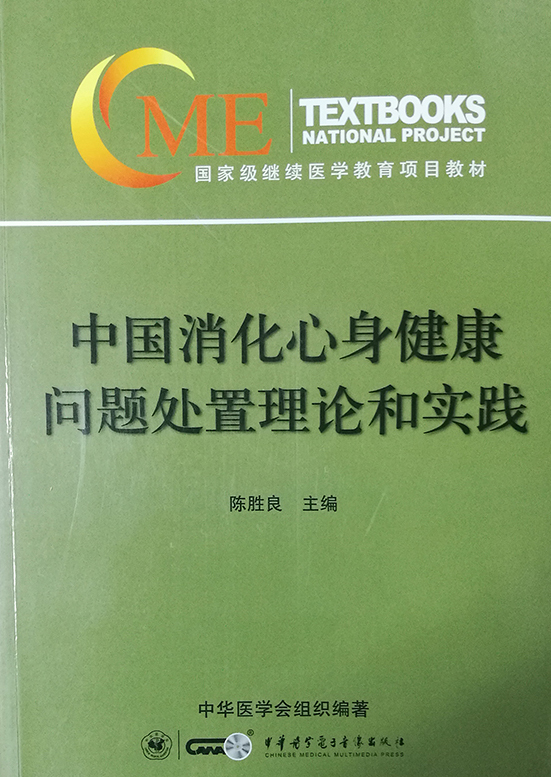 CME
TEXTBOOKS
NATIONAL PROJECT
国家级继续医学教育项目教材
中国消化心身健康
问题处置理论和实践
陈胜良 主编
中华医学会组织编著
中华医学电子音像出版社
CHINESE MEDICAL MULTIMEDIA PRESS